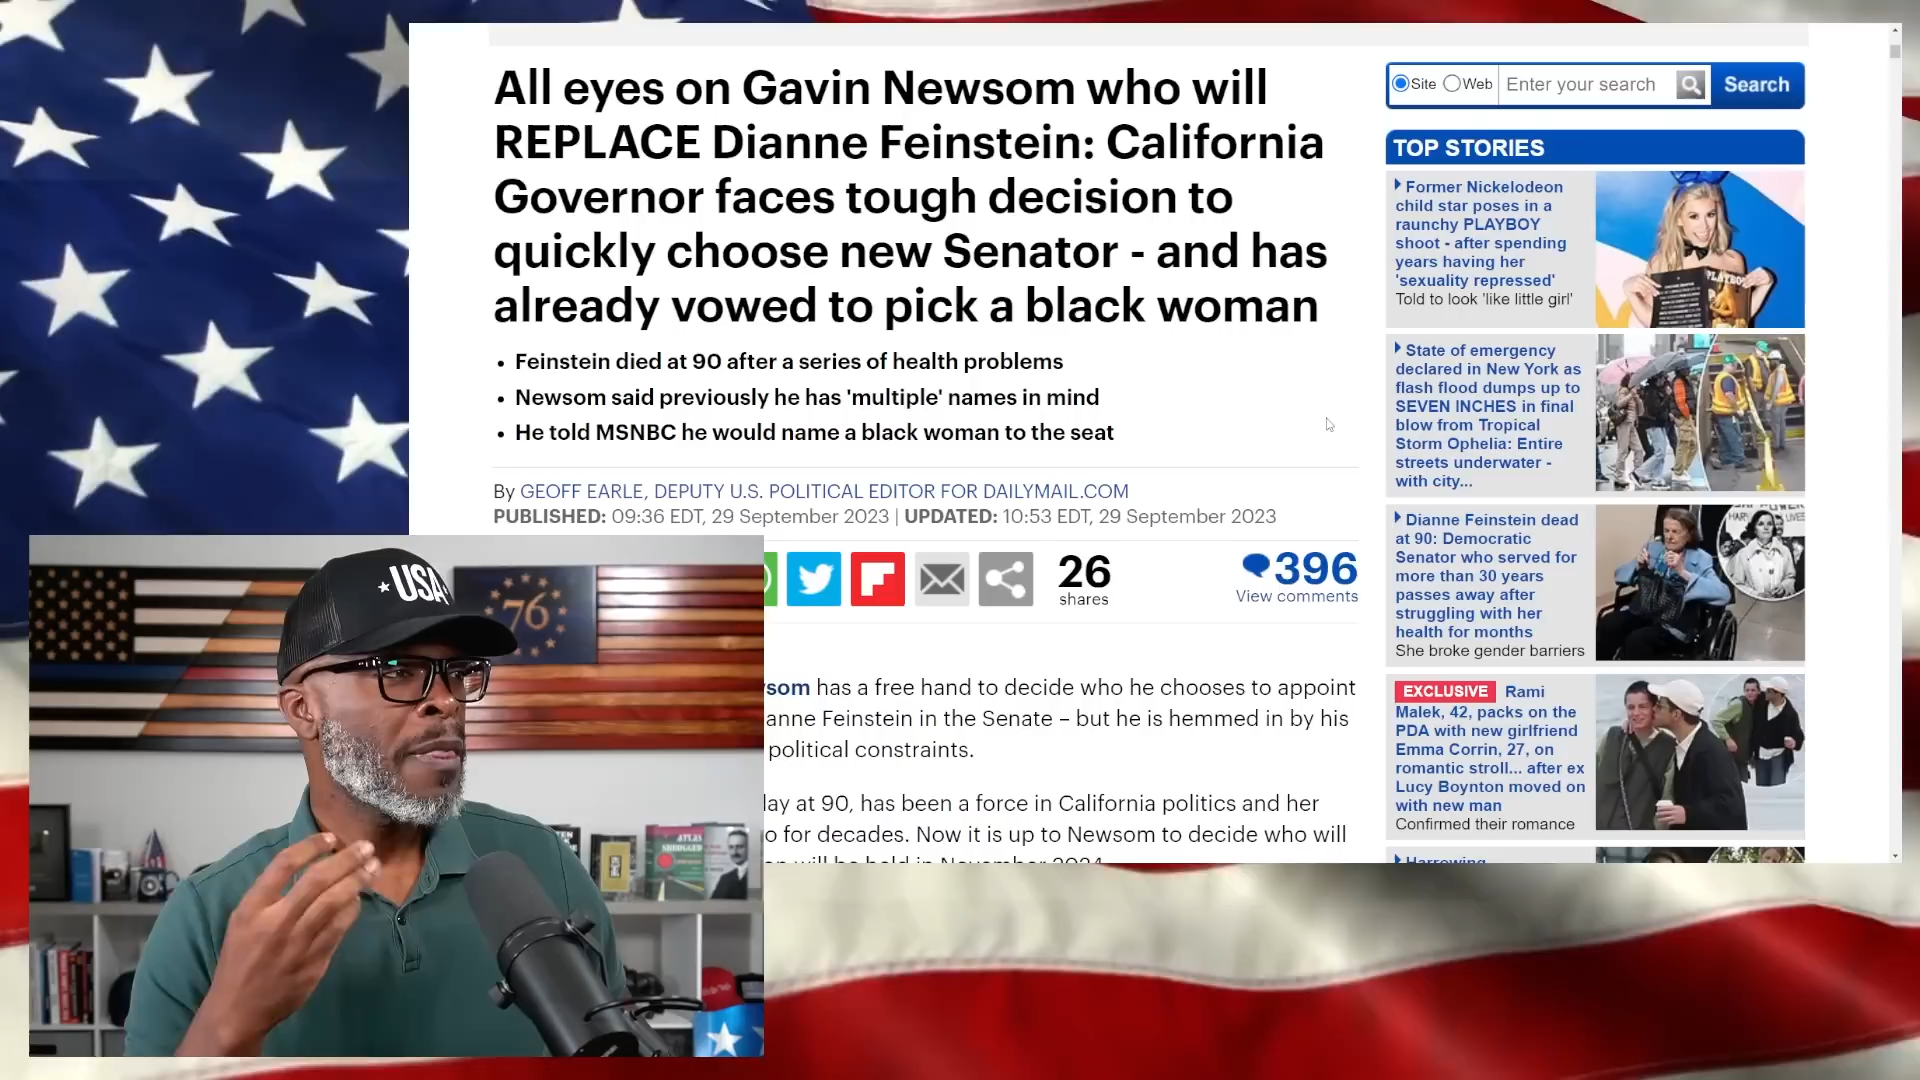 All eyes on Gavin Newsom who will
REPLACE Dianne Feinstein: California
Governor faces tough decision to
quickly choose new Senator - and has
already vowed to pick a black woman
• Feinstein died at 90 after a series of health problems
• Newsom said previously he has 'multiple' names in mind
• He told MSNBC he would name a black woman to the seat
By GEOFF EARLE, DEPUTY U.S. POLITICAL EDITOR FOR DAILYMAIL.COM
PUBLISHED: 09:36 EDT, 29 September 2023 | UPDATED: 10:53 EDT, 29 September 2023
26
shares
396
View comments
som has a free hand to decide who he chooses to appoint
anne Feinstein in the Senate – but he is hemmed in by his
political constraints.
ay at 90, has been a force in California politics and her
o for decades. Now it is up to Newsom to decide who will
will be held in November 2024
Site Web Enter your search Search
TOP STORIES
Former Nickelodeon
child star poses in a
raunchy PLAYBOY
shoot - after spending
years having her
'sexuality repressed'
Told to look 'like little girl'
PLAYBOY
State of emergency
declared in New York as
flash flood dumps up to
SEVEN INCHES in final
blow from Tropical
Storm Ophelia: Entire
streets underwater -
with city...
Dianne Feinstein dead
at 90: Democratic
Senator who served for
more than 30 years
passes away after
struggling with her
health for months
She broke gender barriers
EXCLUSIVE Rami
Malek, 42, packs on the
PDA with new girlfriend
Emma Corrin, 27, on
romantic stroll... after ex
Lucy Boynton moved on
with new man
Confirmed their romance
Harrowing
USA
76
ATLAS
SHRUGGED